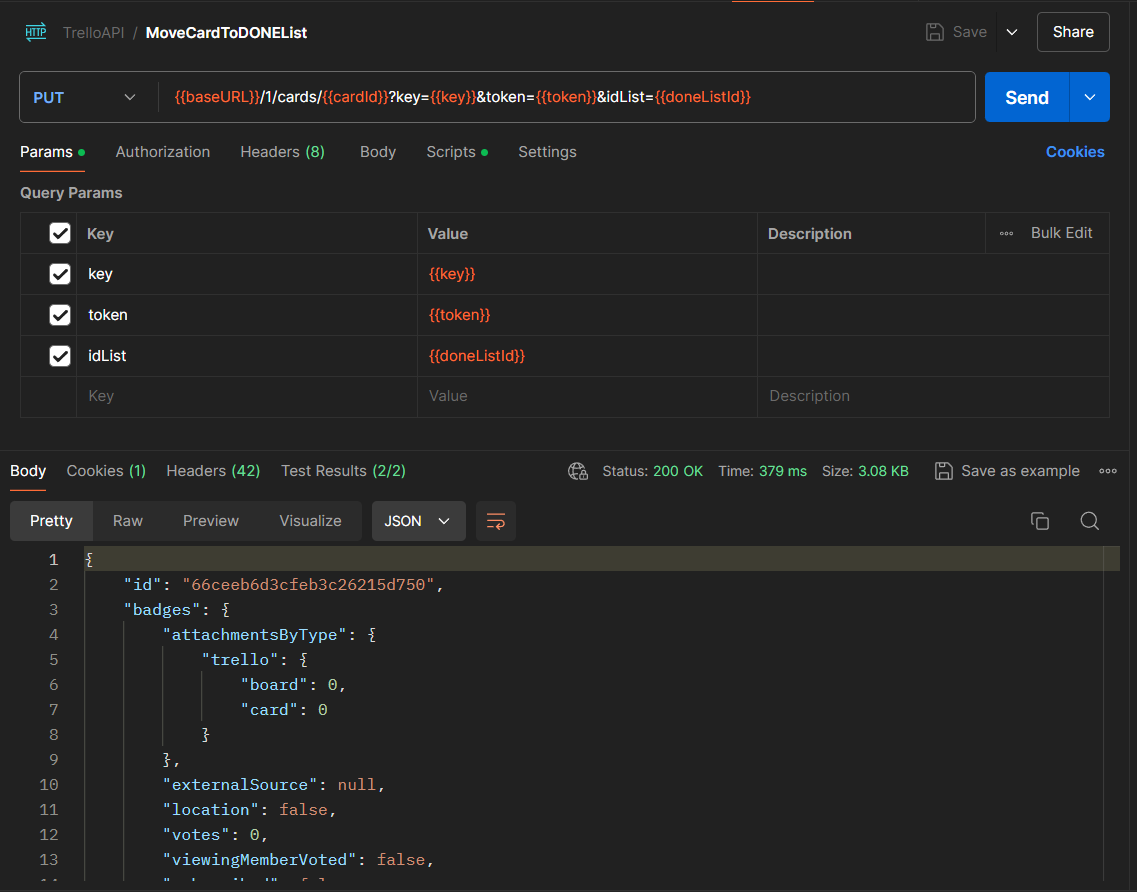 HTTP TrelloAPI / MoveCardToDONEList Save Share
PUT {{baseURL}}/1/cards/{{cardId}}?key={{key}}&token={{token}}&idList={{doneListId}} Send
Params Authorization Headers (8) Body Scripts Settings Cookies
Query Params
Key Value Description Bulk Edit
key {{key}}
token {{token}}
idList {{doneListId}}
Key Value Description
Body Cookies (1) Headers (42) Test Results (2/2) Status: 200 OK Time: 379 ms Size: 3.08 KB Save as example
Pretty Raw Preview Visualize JSON
1 {
2 "id": "66ceeb6d3cfeb3c26215d750",
3 "badges": {
4 "attachmentsByType": {
5 "trello": {
6 "board": 0,
7 "card": 0
8 }
9 },
10 "externalSource": null,
11 "location": false,
12 "votes": 0,
13 "viewingMemberVoted": false,